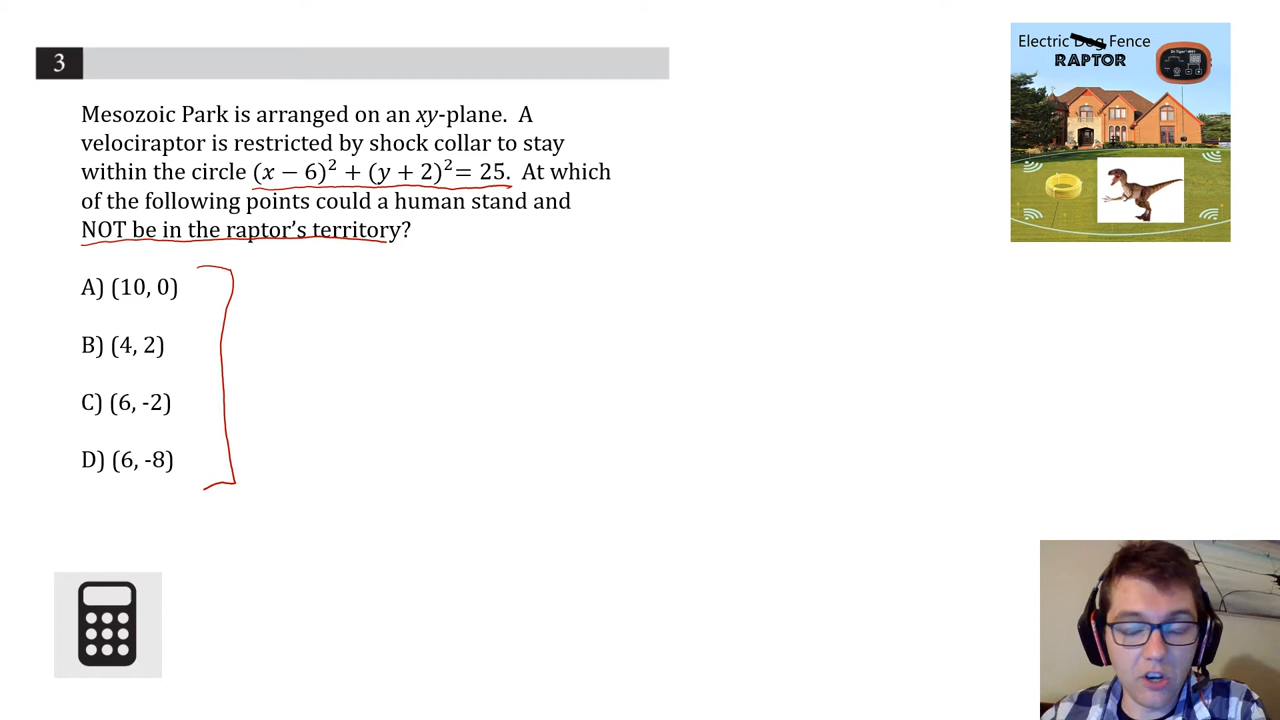 3
Mesozoic Park is arranged on an xy-plane. A
velociraptor is restricted by shock collar to stay
within the circle (x − 6)² + (y + 2)²= 25. At which
of the following points could a human stand and
NOT be in the raptor’s territory?
A) (10, 0)
B) (4, 2)
C) (6, -2)
D) (6, -8)
Electric Dog Fence
RAPTOR